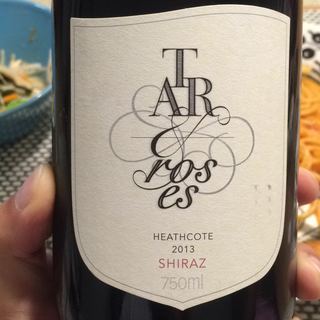 TAR
&
roses
HEATHCOTE
2013
SHIRAZ
750ml